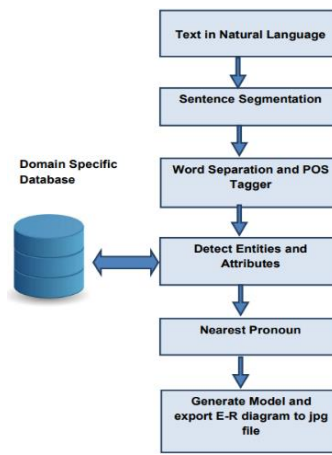 Text in Natural Language
Sentence Segmentation
Domain Specific
Database
Word Separation and POS
Tagger
Detect Entities and
Attributes
Nearest Pronoun
Generate Model and
export E-R diagram to jpg
file